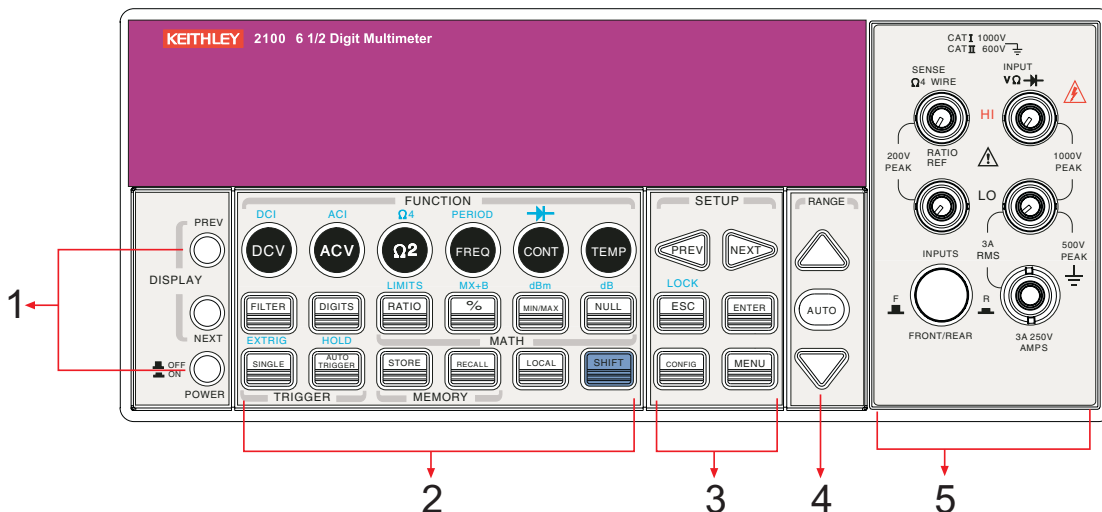 KEITHLEY 2100 6 1/2 Digit Multimeter
CAT I 1000V
CAT II 600V
SENSE
Ω4 WIRE
INPUT
VΩ
HI
200V
PEAK
RATIO
REF
1000V
PEAK
LO
INPUTS
3A
RMS
500V
PEAK
F
R
FRONT/REAR
3A 250V
AMPS
PREV
DISPLAY
NEXT
OFF
ON
POWER
FUNCTION
DCI ACI Ω4 PERIOD
DCV ACV Ω2 FREQ CONT TEMP
LIMITS MX+B dBm dB
FILTER DIGITS RATIO % MIN/MAX NULL
EXTRIG HOLD MATH
SINGLE AUTO TRIGGER STORE RECALL LOCAL SHIFT
TRIGGER MEMORY
SETUP
PREV NEXT
LOCK
ESC ENTER
CONFIG MENU
RANGE
AUTO
1
2
3
4
5